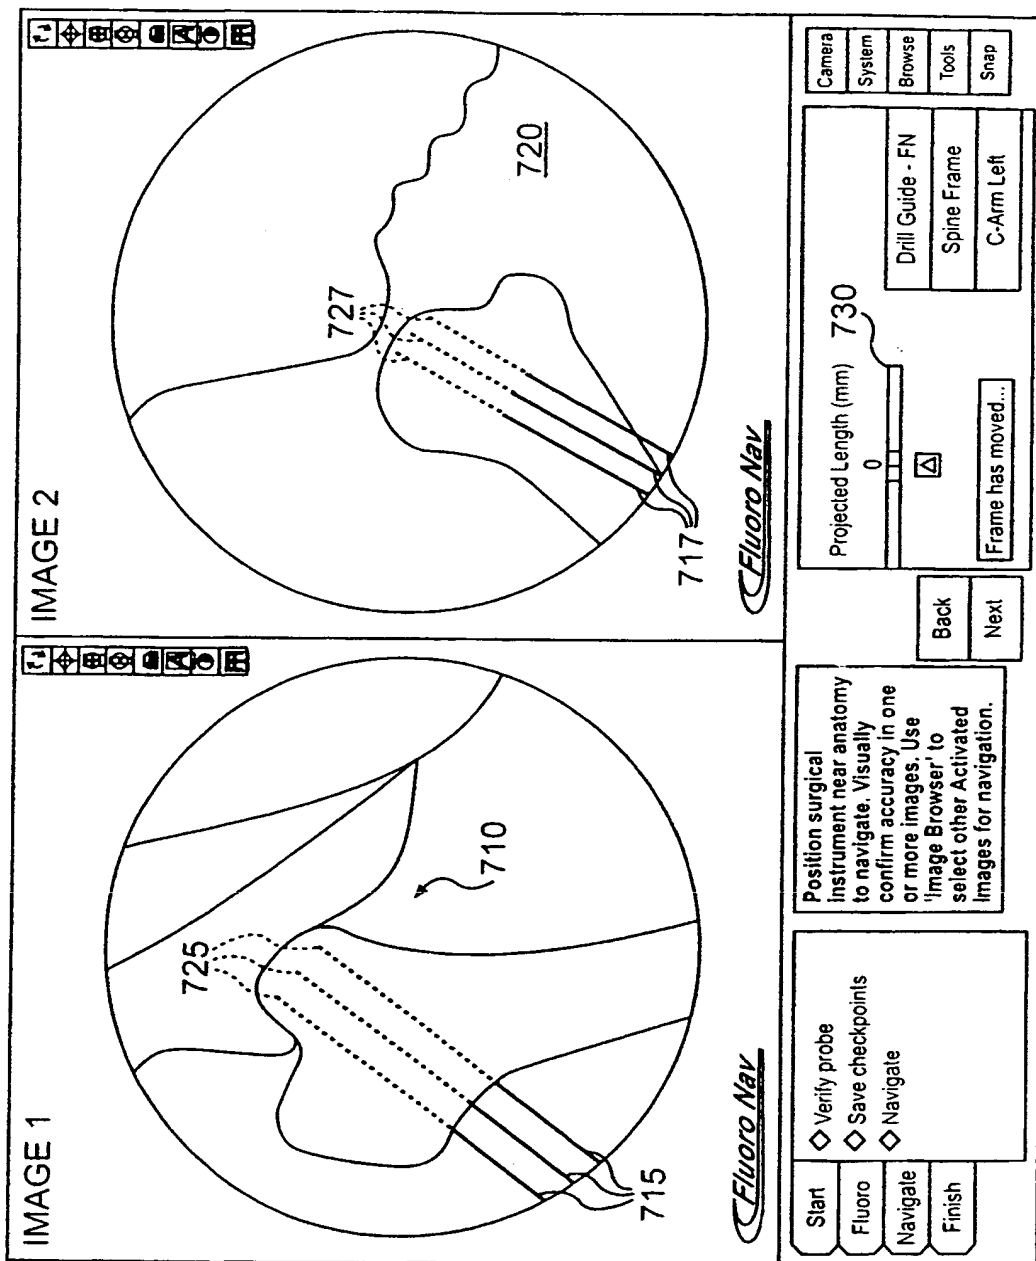 IMAGE 1
725
710
715
Fluoro Nav
IMAGE 2
727
720
717
Fluoro Nav
Start
Fluoro
Navigate
Finish
Verify probe
Save checkpoints
Navigate
Position surgical
instrument near anatomy
to navigate. Visually
confirm accuracy in one
or more images. Use
'Image Browser' to
select other Activated
Images for navigation.
Back
Next
Projected Length (mm)
0
730
Frame has moved...
Drill Guide - FN
Spine Frame
C-Arm Left
Camera
System
Browse
Tools
Snap